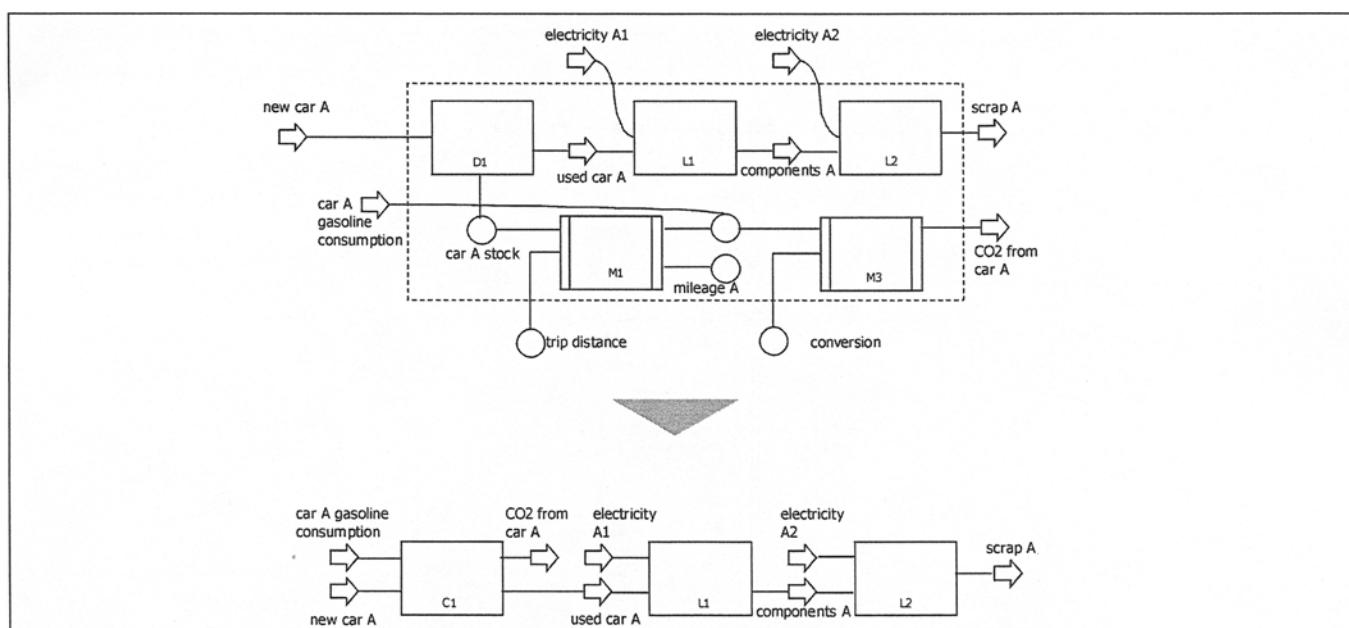 electricity A1
electricity A2
new car A
scrap A
D1
L1
L2
used car A
components A
car A
gasoline
consumption
car A stock
M1
mileage A
M3
CO2 from
car A
trip distance
conversion
car A gasoline
consumption
CO2 from
car A
electricity
A1
electricity
A2
scrap A
C1
L1
L2
new car A
used car A
components A